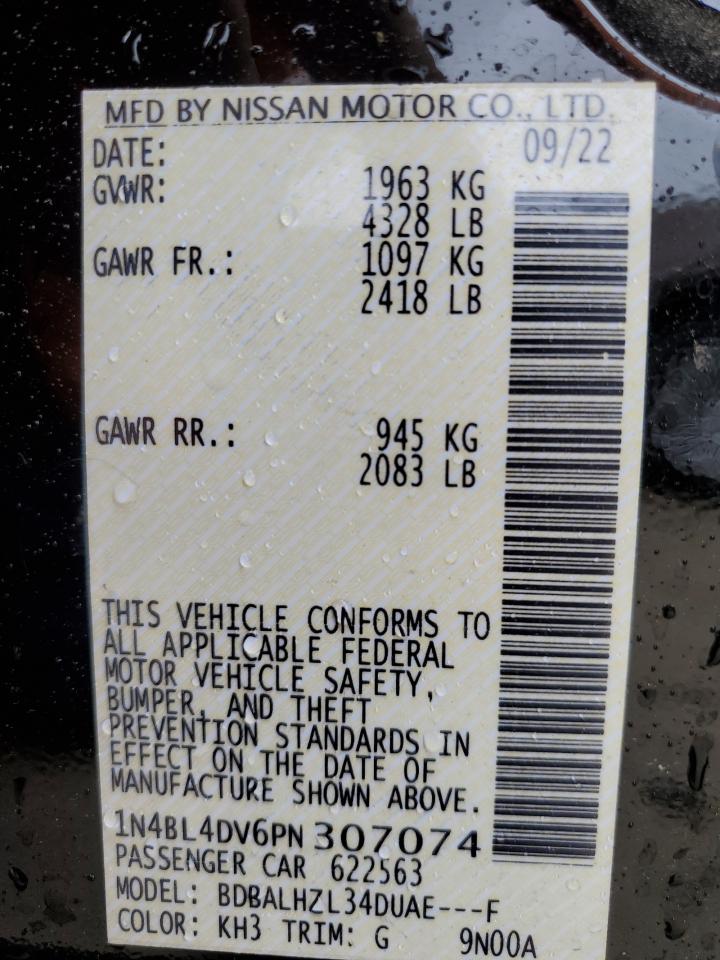 MFD BY NISSAN MOTOR CO., LTD.
DATE: 09/22
GVWR: 1963 KG
4328 LB
GAWR FR.: 1097 KG
2418 LB
GAWR RR.: 945 KG
2083 LB
THIS VEHICLE CONFORMS TO
ALL APPLICABLE FEDERAL
MOTOR VEHICLE SAFETY,
BUMPER, AND THEFT
PREVENTION STANDARDS IN
EFFECT ON THE DATE OF
MANUFACTURE SHOWN ABOVE.
1N4BL4DV6PN307074
PASSENGER CAR 622563
MODEL: BDBALHZL34DUAE---F
COLOR: KH3 TRIM: G 9N00A